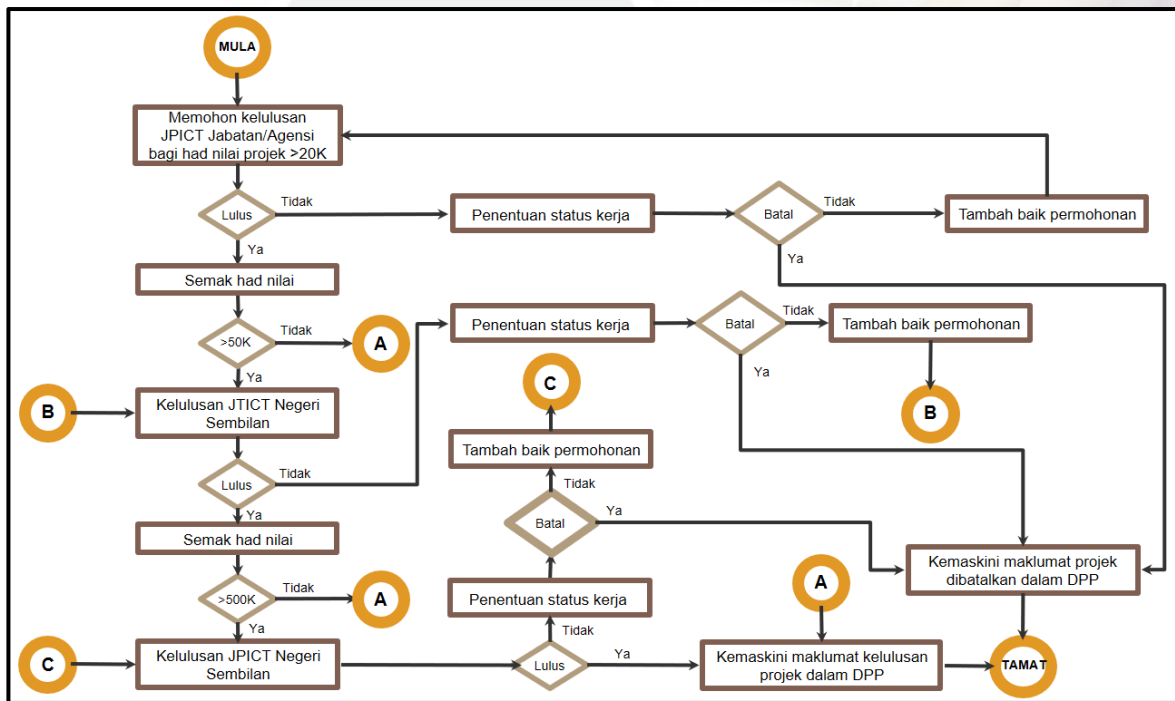 MULA
Memohon kelulusan
JPICT Jabatan/Agensi
bagi had nilai projek >20K
Lulus
Tidak
Penentuan status kerja
Batal
Tidak
Tambah baik permohonan
Ya
Ya
Semak had nilai
>50K
Tidak
A
Ya
Penentuan status kerja
Batal
Tidak
Tambah baik permohonan
Ya
B
B
Kelulusan JTICT Negeri
Sembilan
C
Tambah baik permohonan
Lulus
Tidak
Ya
Tidak
Batal
Ya
Semak had nilai
Kemaskini maklumat projek
dibatalkan dalam DPP
>500K
Tidak
A
Ya
Penentuan status kerja
A
Tidak
C
Kelulusan JPICT Negeri
Sembilan
Lulus
Ya
Kemaskini maklumat kelulusan
projek dalam DPP
TAMAT